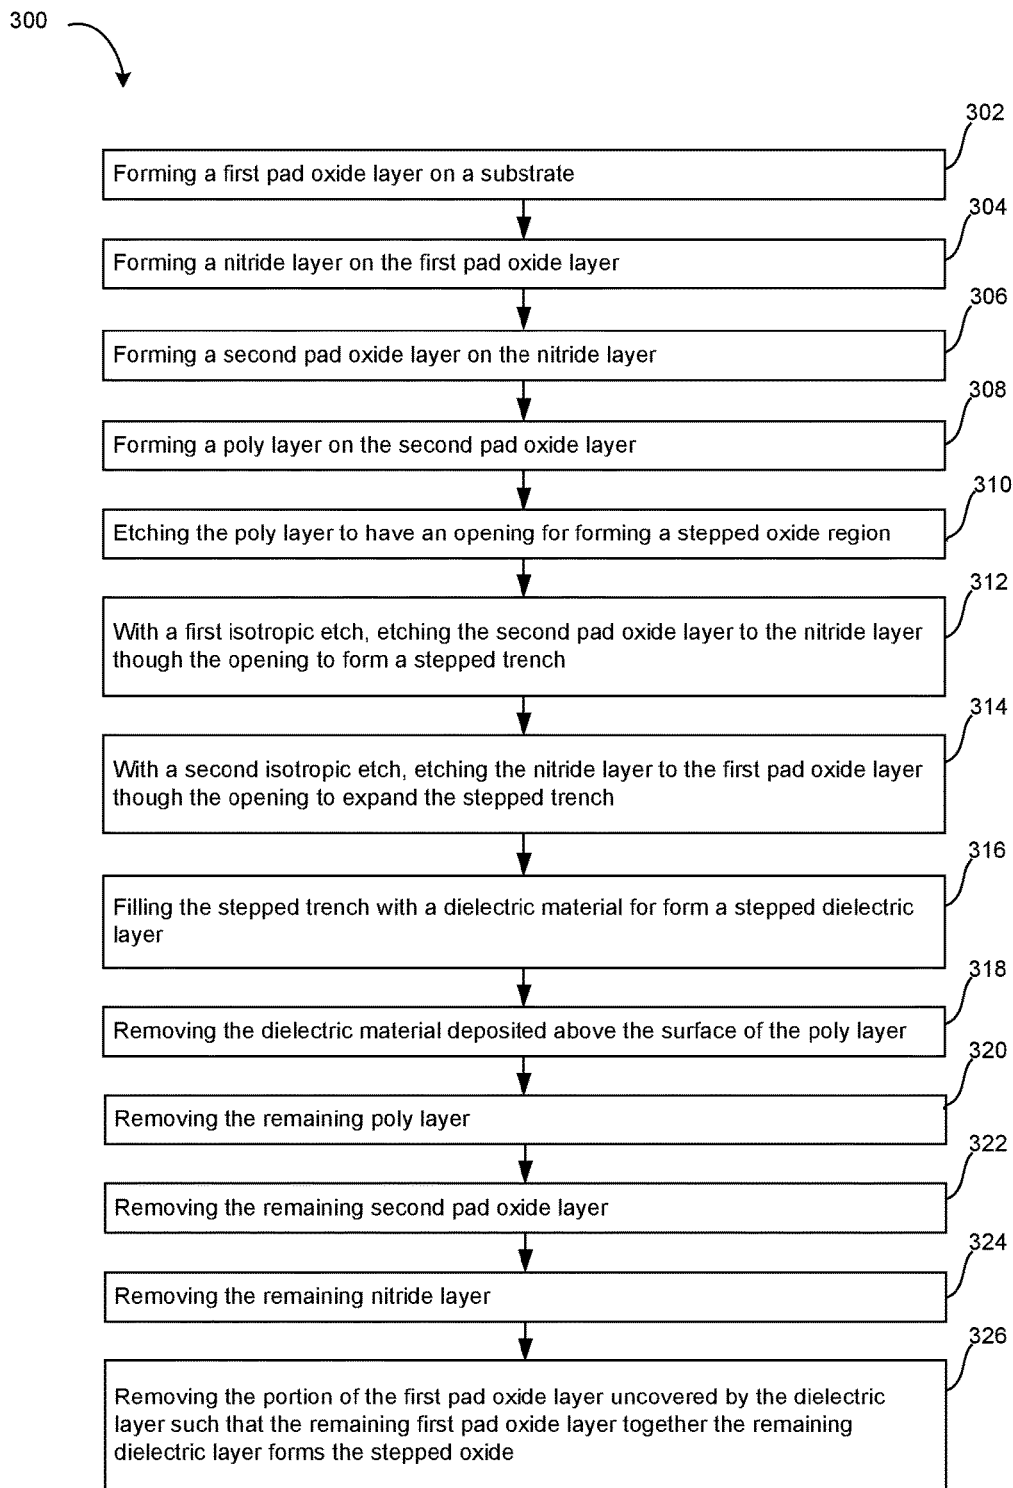 300
302
Forming a first pad oxide layer on a substrate
304
Forming a nitride layer on the first pad oxide layer
306
Forming a second pad oxide layer on the nitride layer
308
Forming a poly layer on the second pad oxide layer
310
Etching the poly layer to have an opening for forming a stepped oxide region
312
With a first isotropic etch, etching the second pad oxide layer to the nitride layer
though the opening to form a stepped trench
314
With a second isotropic etch, etching the nitride layer to the first pad oxide layer
though the opening to expand the stepped trench
316
Filling the stepped trench with a dielectric material for form a stepped dielectric
layer
318
Removing the dielectric material deposited above the surface of the poly layer
320
Removing the remaining poly layer
322
Removing the remaining second pad oxide layer
324
Removing the remaining nitride layer
326
Removing the portion of the first pad oxide layer uncovered by the dielectric
layer such that the remaining first pad oxide layer together the remaining
dielectric layer forms the stepped oxide